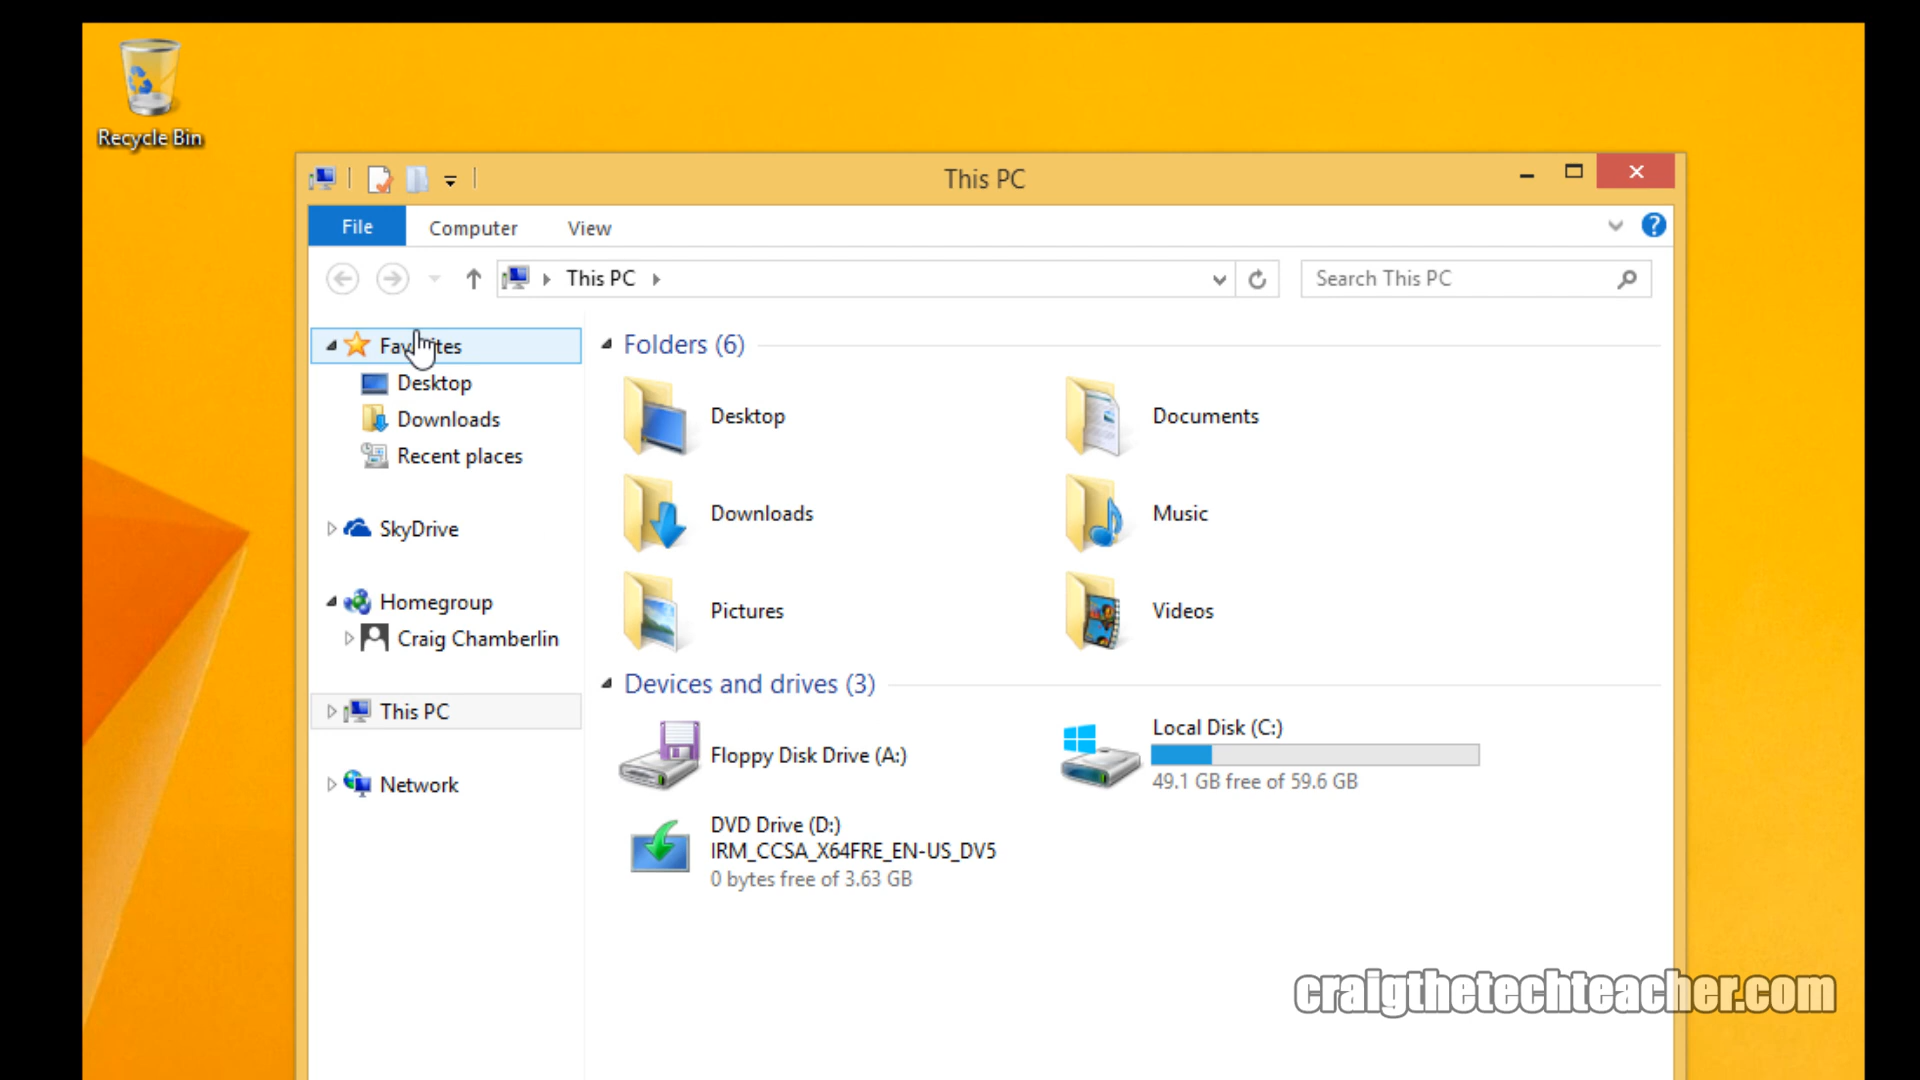 Recycle Bin
This PC
File Computer View
This PC
Search This PC
Favorites
Desktop
Downloads
Recent places
SkyDrive
Homegroup
Craig Chamberlin
This PC
Network
Folders (6)
Desktop
Documents
Downloads
Music
Pictures
Videos
Devices and drives (3)
Floppy Disk Drive (A:)
Local Disk (C:)
49.1 GB free of 59.6 GB
DVD Drive (D:)
IRM_CCSA_X64FRE_EN-US_DV5
0 bytes free of 3.63 GB
craigthetechteacher.com